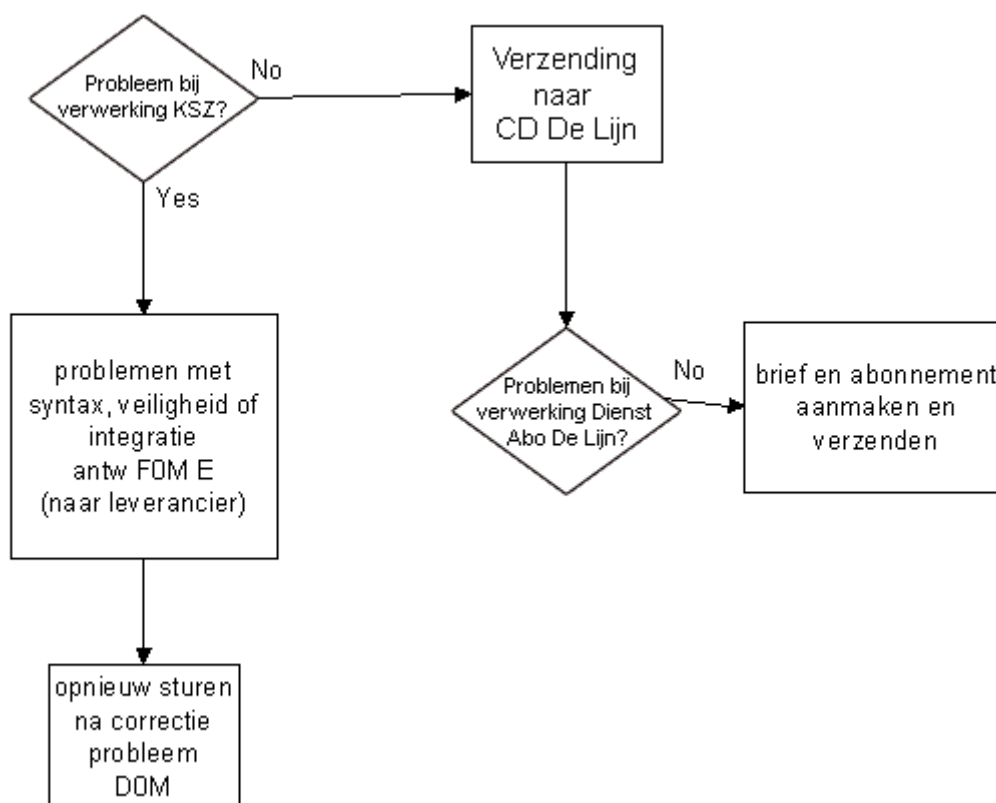 Probleem bij
verwerking KSZ?
No
Verzending
naar
CD De Lijn
Yes
problemen met
syntax, veiligheid of
integratie
antw FOM E
(naar leverancier)
Problemen bij
verwerking Dienst
Abo De Lijn?
No
brief en abonnement
aanmaken en
verzenden
opnieuw sturen
na correctie
probleem
DOM